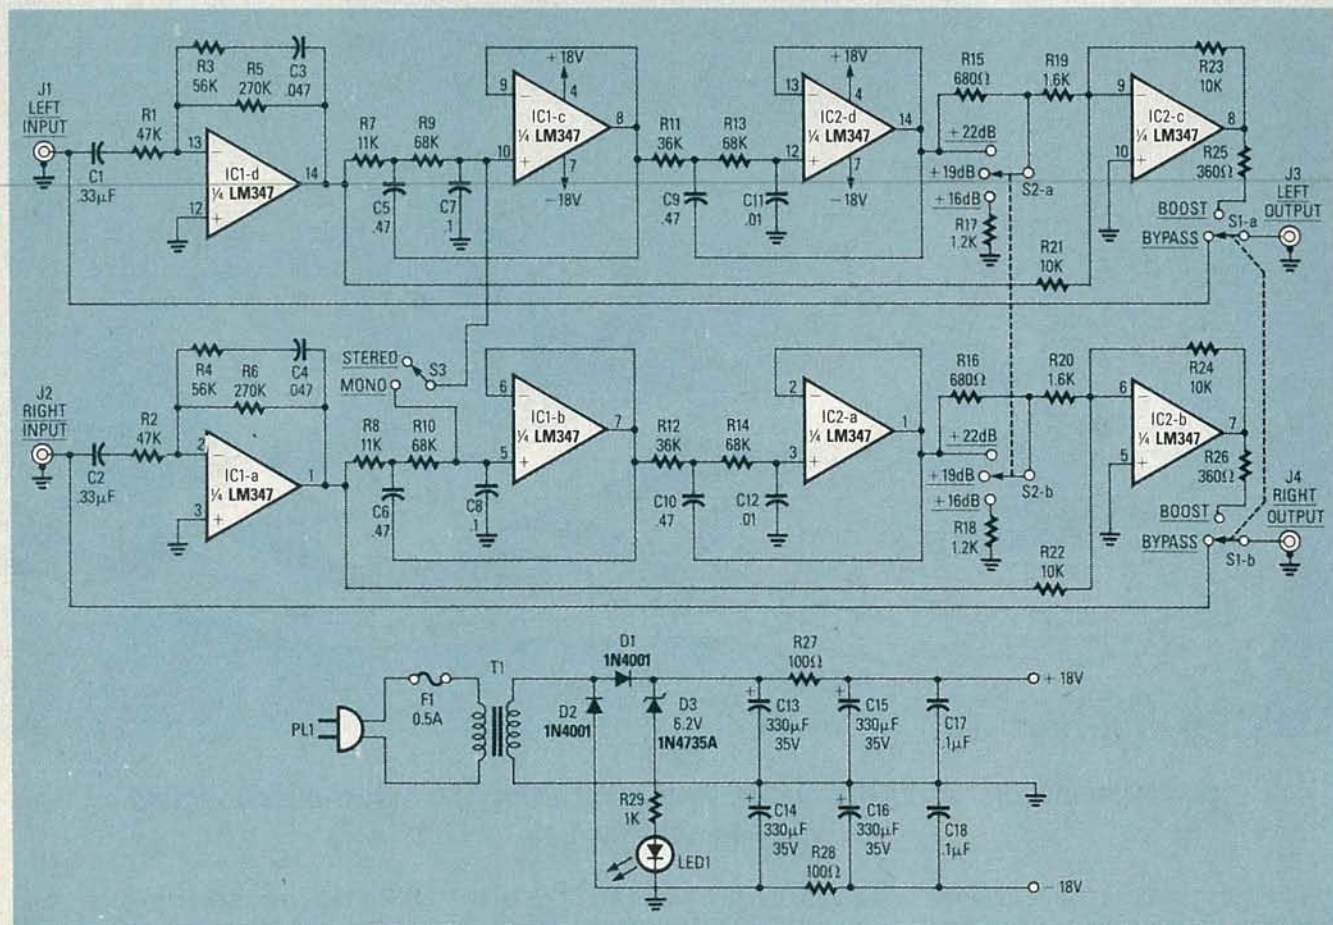 J1
LEFT
INPUT
C1
.33μF
R1
47K
R3
56K
C3
.047
R5
270K
13
12
14
IC1-d
¼ LM347
R7
11K
R9
68K
C5
.47
C7
.1
+18V
4
9
10
8
7
−18V
IC1-c
¼ LM347
R11
36K
R13
68K
C9
.47
C11
.01
+18V
4
13
12
14
7
−18V
IC2-d
¼ LM347
R15
680Ω
R19
1.6K
+22dB
+19dB
+16dB
S2-a
R17
1.2K
R21
10K
R23
10K
9
10
8
IC2-c
¼ LM347
R25
360Ω
BOOST
BYPASS
S1-a
J3
LEFT
OUTPUT
J2
RIGHT
INPUT
C2
.33μF
R2
47K
R4
56K
C4
.047
R6
270K
2
3
1
IC1-a
¼ LM347
STEREO
MONO
S3
R8
11K
R10
68K
C6
.47
C8
.1
6
5
7
IC1-b
¼ LM347
R12
36K
R14
68K
C10
.47
C12
.01
2
3
1
IC2-a
¼ LM347
R16
680Ω
R20
1.6K
+22dB
+19dB
+16dB
S2-b
R18
1.2K
R22
10K
R24
10K
6
5
7
IC2-b
¼ LM347
R26
360Ω
BOOST
BYPASS
S1-b
J4
RIGHT
OUTPUT
PL1
F1
0.5A
T1
D1
1N4001
D2
1N4001
D3
6.2V
1N4735A
R29
1K
LED1
C13
330μF
35V
C14
330μF
35V
R27
100Ω
R28
100Ω
C15
330μF
35V
C16
330μF
35V
C17
.1μF
C18
.1μF
+18V
−18V